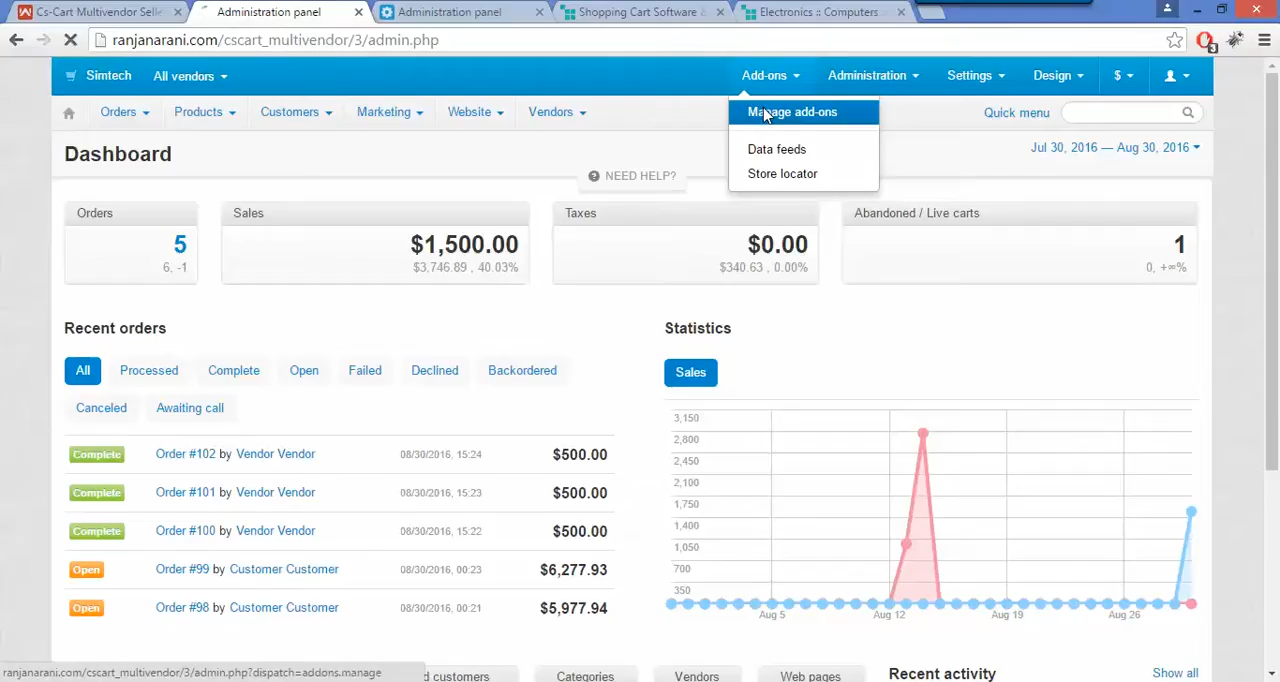 Cs-Cart Multivendor Selle
Administration panel
Administration panel
Shopping Cart Software &
Electronics :: Computers
ranjanarani.com/cscart_multivendor/3/admin.php
3
Simtech
All vendors
Add-ons
Administration
Settings
Design
$
Orders
Products
Customers
Marketing
Website
Vendors
Manage add-ons
Data feeds
Store locator
Quick menu
Dashboard
Jul 30, 2016 — Aug 30, 2016
NEED HELP?
Orders
5
6, -1
Sales
$1,500.00
$3,746.89 , 40.03%
Taxes
$0.00
$340.63 , 0.00%
Abandoned / Live carts
1
0, +∞%
Recent orders
All
Processed
Complete
Open
Failed
Declined
Backordered
Canceled
Awaiting call
Complete Order #102 by Vendor Vendor 08/30/2016, 15:24 $500.00
Complete Order #101 by Vendor Vendor 08/30/2016, 15:23 $500.00
Complete Order #100 by Vendor Vendor 08/30/2016, 15:22 $500.00
Open Order #99 by Customer Customer 08/30/2016, 00:23 $6,277.93
Open Order #98 by Customer Customer 08/30/2016, 00:21 $5,977.94
Statistics
Sales
3,150
2,800
2,450
2,100
1,750
1,400
1,050
700
350
Aug 5
Aug 12
Aug 19
Aug 26
ranjanarani.com/cscart_multivendor/3/admin.php?dispatch=addons.manage
d customers
Categories
Vendors
Web pages
Recent activity
Show all